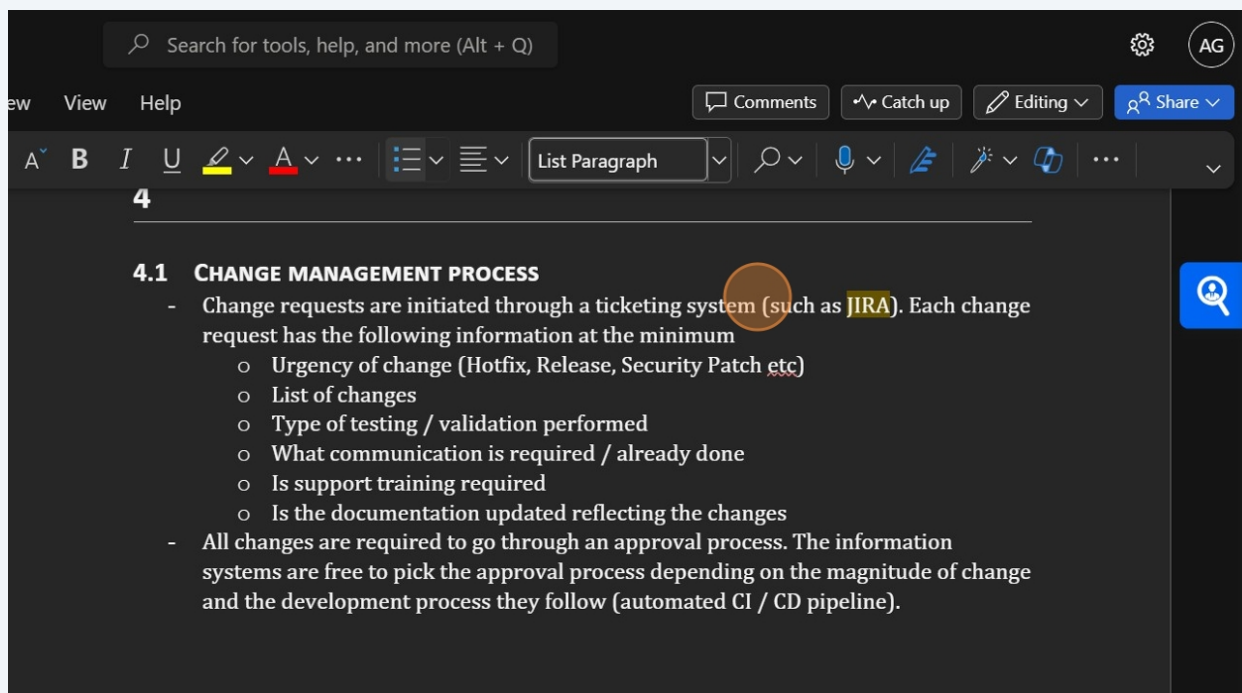 Search for tools, help, and more (Alt + Q)
AG
ew View Help
Comments Catch up Editing Share
A B I U A List Paragraph
4
4.1 CHANGE MANAGEMENT PROCESS
- Change requests are initiated through a ticketing system (such as JIRA). Each change
request has the following information at the minimum
o Urgency of change (Hotfix, Release, Security Patch etc)
o List of changes
o Type of testing / validation performed
o What communication is required / already done
o Is support training required
o Is the documentation updated reflecting the changes
- All changes are required to go through an approval process. The information
systems are free to pick the approval process depending on the magnitude of change
and the development process they follow (automated CI / CD pipeline).